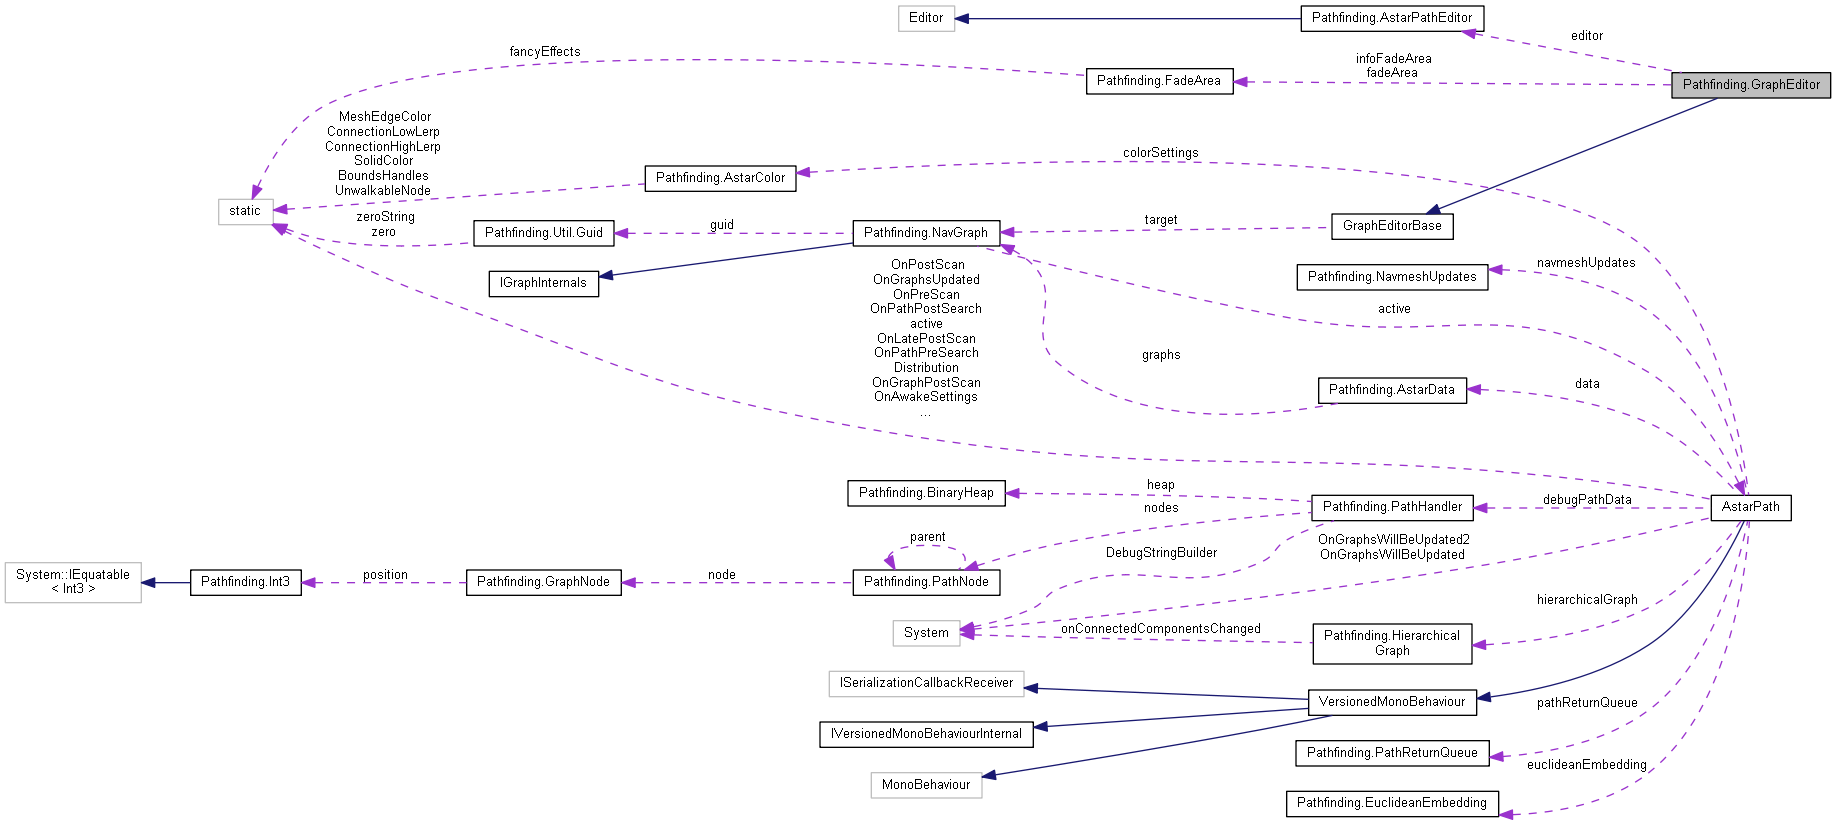 Editor
Pathfinding.AstarPathEditor
editor
fancyEffects
infoFadeArea
fadeArea
Pathfinding.FadeArea
Pathfinding.GraphEditor
MeshEdgeColor
ConnectionLowLerp
ConnectionHighLerp
SolidColor
BoundsHandles
UnwalkableNode
colorSettings
Pathfinding.AstarColor
static
zeroString
zero
Pathfinding.Util.Guid
guid
Pathfinding.NavGraph
target
GraphEditorBase
IGraphInternals
OnPostScan
OnGraphsUpdated
OnPreScan
OnPathPostSearch
active
OnLatePostScan
OnPathPreSearch
Distribution
OnGraphPostScan
OnAwakeSettings
...
Pathfinding.NavmeshUpdates
navmeshUpdates
active
graphs
Pathfinding.AstarData
data
Pathfinding.BinaryHeap
heap
nodes
Pathfinding.PathHandler
debugPathData
AstarPath
parent
DebugStringBuilder
OnGraphsWillBeUpdated2
OnGraphsWillBeUpdated
System::IEquatable
< Int3 >
Pathfinding.Int3
position
Pathfinding.GraphNode
node
Pathfinding.PathNode
hierarchicalGraph
System
onConnectedComponentsChanged
Pathfinding.Hierarchical
Graph
ISerializationCallbackReceiver
VersionedMonoBehaviour
pathReturnQueue
IVersionedMonoBehaviourInternal
Pathfinding.PathReturnQueue
euclideanEmbedding
MonoBehaviour
Pathfinding.EuclideanEmbedding